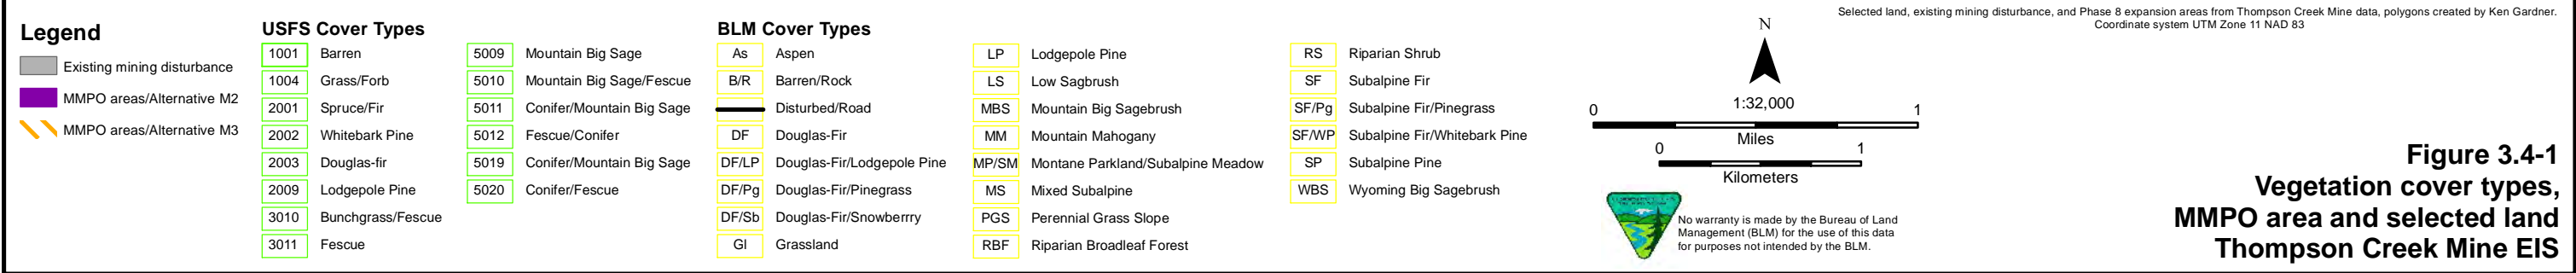 Legend
Existing mining disturbance
MMPO areas/Alternative M2
MMPO areas/Alternative M3
USFS Cover Types
1001 Barren
1004 Grass/Forb
2001 Spruce/Fir
2002 Whitebark Pine
2003 Douglas-fir
2009 Lodgepole Pine
3010 Bunchgrass/Fescue
3011 Fescue
5009 Mountain Big Sage
5010 Mountain Big Sage/Fescue
5011 Conifer/Mountain Big Sage
5012 Fescue/Conifer
5019 Conifer/Mountain Big Sage
5020 Conifer/Fescue
BLM Cover Types
As Aspen
B/R Barren/Rock
Disturbed/Road
DF Douglas-Fir
DF/LP Douglas-Fir/Lodgepole Pine
DF/Pg Douglas-Fir/Pinegrass
DF/Sb Douglas-Fir/Snowberrry
Gl Grassland
LP Lodgepole Pine
LS Low Sagbrush
MBS Mountain Big Sagebrush
MM Mountain Mahogany
MP/SM Montane Parkland/Subalpine Meadow
MS Mixed Subalpine
PGS Perennial Grass Slope
RBF Riparian Broadleaf Forest
RS Riparian Shrub
SF Subalpine Fir
SF/Pg Subalpine Fir/Pinegrass
SF/WP Subalpine Fir/Whitebark Pine
SP Subalpine Pine
WBS Wyoming Big Sagebrush
N
1:32,000
0 1
Miles
0 1
Kilometers
No warranty is made by the Bureau of Land
Management (BLM) for the use of this data
for purposes not intended by the BLM.
Selected land, existing mining disturbance, and Phase 8 expansion areas from Thompson Creek Mine data, polygons created by Ken Gardner.
Coordinate system UTM Zone 11 NAD 83
Figure 3.4-1
Vegetation cover types,
MMPO area and selected land
Thompson Creek Mine EIS